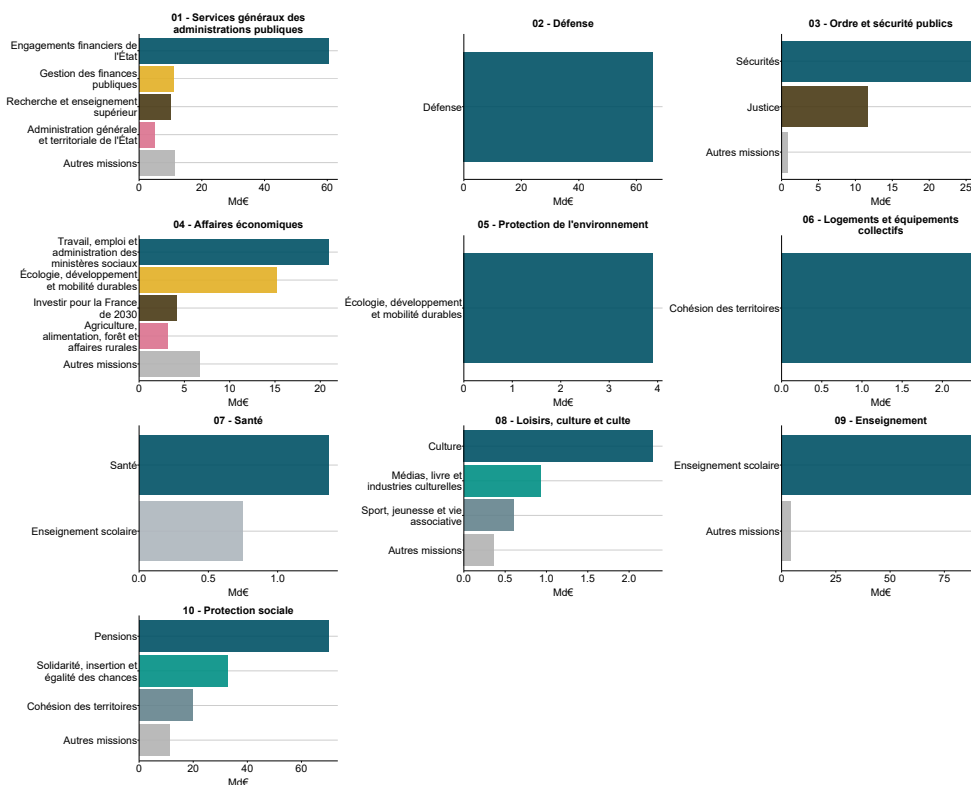 01 - Services généraux des
administrations publiques
Engagements financiers de
l'État
Gestion des finances
publiques
Recherche et enseignement
supérieur
Administration générale
et territoriale de l'État
Autres missions
0 20 40 60
Md€
02 - Défense
Défense
0 20 40 60
Md€
03 - Ordre et sécurité publics
Sécurités
Justice
Autres missions
0 5 10 15 20 25
Md€
04 - Affaires économiques
Travail, emploi et
administration des
ministères sociaux
Écologie, développement
et mobilité durables
Investir pour la France
de 2030
Agriculture,
alimentation, forêt et
affaires rurales
Autres missions
0 5 10 15 20
Md€
05 - Protection de l'environnement
Écologie, développement
et mobilité durables
0 1 2 3 4
Md€
06 - Logements et équipements
collectifs
Cohésion des territoires
0.0 0.5 1.0 1.5 2.0
Md€
07 - Santé
Santé
Enseignement scolaire
0.0 0.5 1.0
Md€
08 - Loisirs, culture et culte
Culture
Médias, livre et
industries culturelles
Sport, jeunesse et vie
associative
Autres missions
0.0 0.5 1.0 1.5 2.0
Md€
09 - Enseignement
Enseignement scolaire
Autres missions
0 25 50 75
Md€
10 - Protection sociale
Pensions
Solidarité, insertion et
égalité des chances
Cohésion des territoires
Autres missions
0 20 40 60
Md€